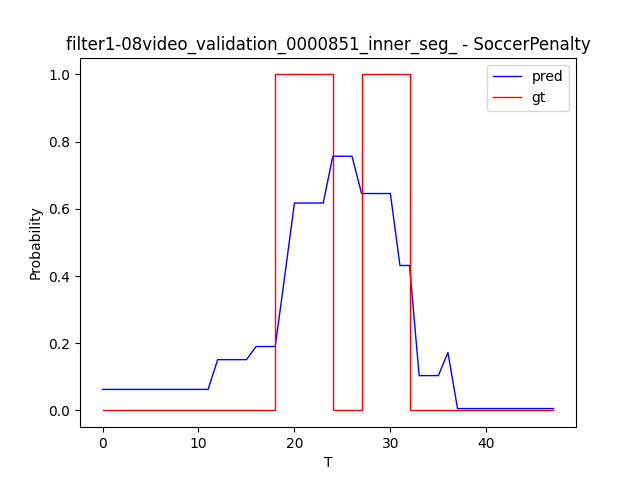 filter1-08video_validation_0000851_inner_seg_ - SoccerPenalty
pred
gt
1.0
0.8
0.6
0.4
0.2
0.0
Probability
0
10
20
30
40
T